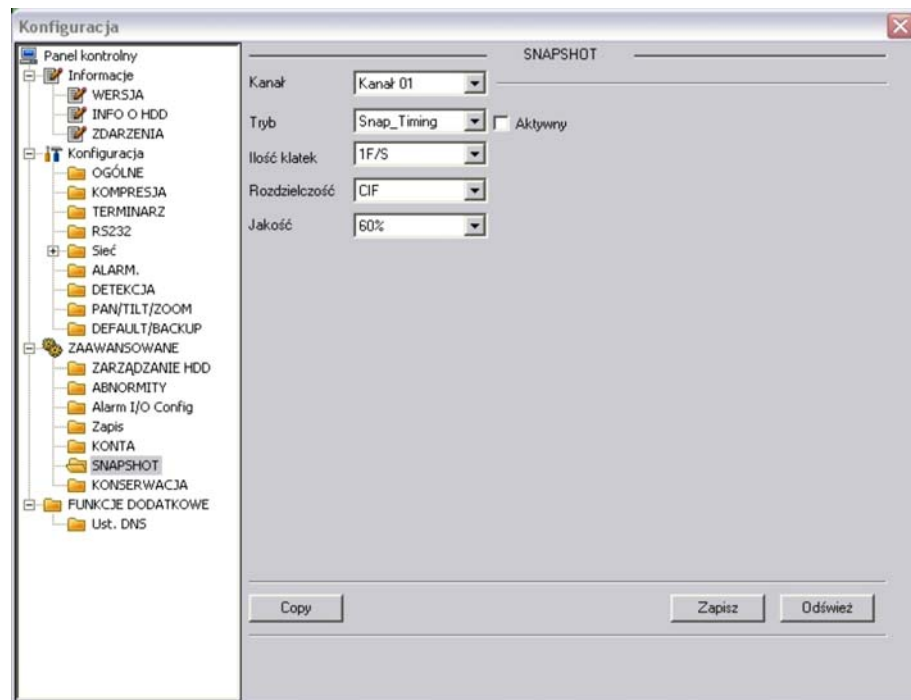 Konfiguracja
Panel kontrolny
Informacje
WERSJA
INFO O HDD
ZDARZENIA
Konfiguracja
OGÓLNE
KOMPRESJA
TERMINARZ
RS232
Sieć
ALARM.
DETEKCJA
PAN/TILT/ZOOM
DEFAULT/BACKUP
ZAAWANSOWANE
ZARZĄDZANIE HDD
ABNORMITY
Alarm I/O Config
Zapis
KONTA
SNAPSHOT
KONSERWACJA
FUNKCJE DODATKOWE
Ust. DNS
SNAPSHOT
Kanał Kanał 01
Tryb Snap_Timing Aktywny
Ilość klatek 1F/S
Rozdzielczość CIF
Jakość 60%
Copy Zapisz Odśwież